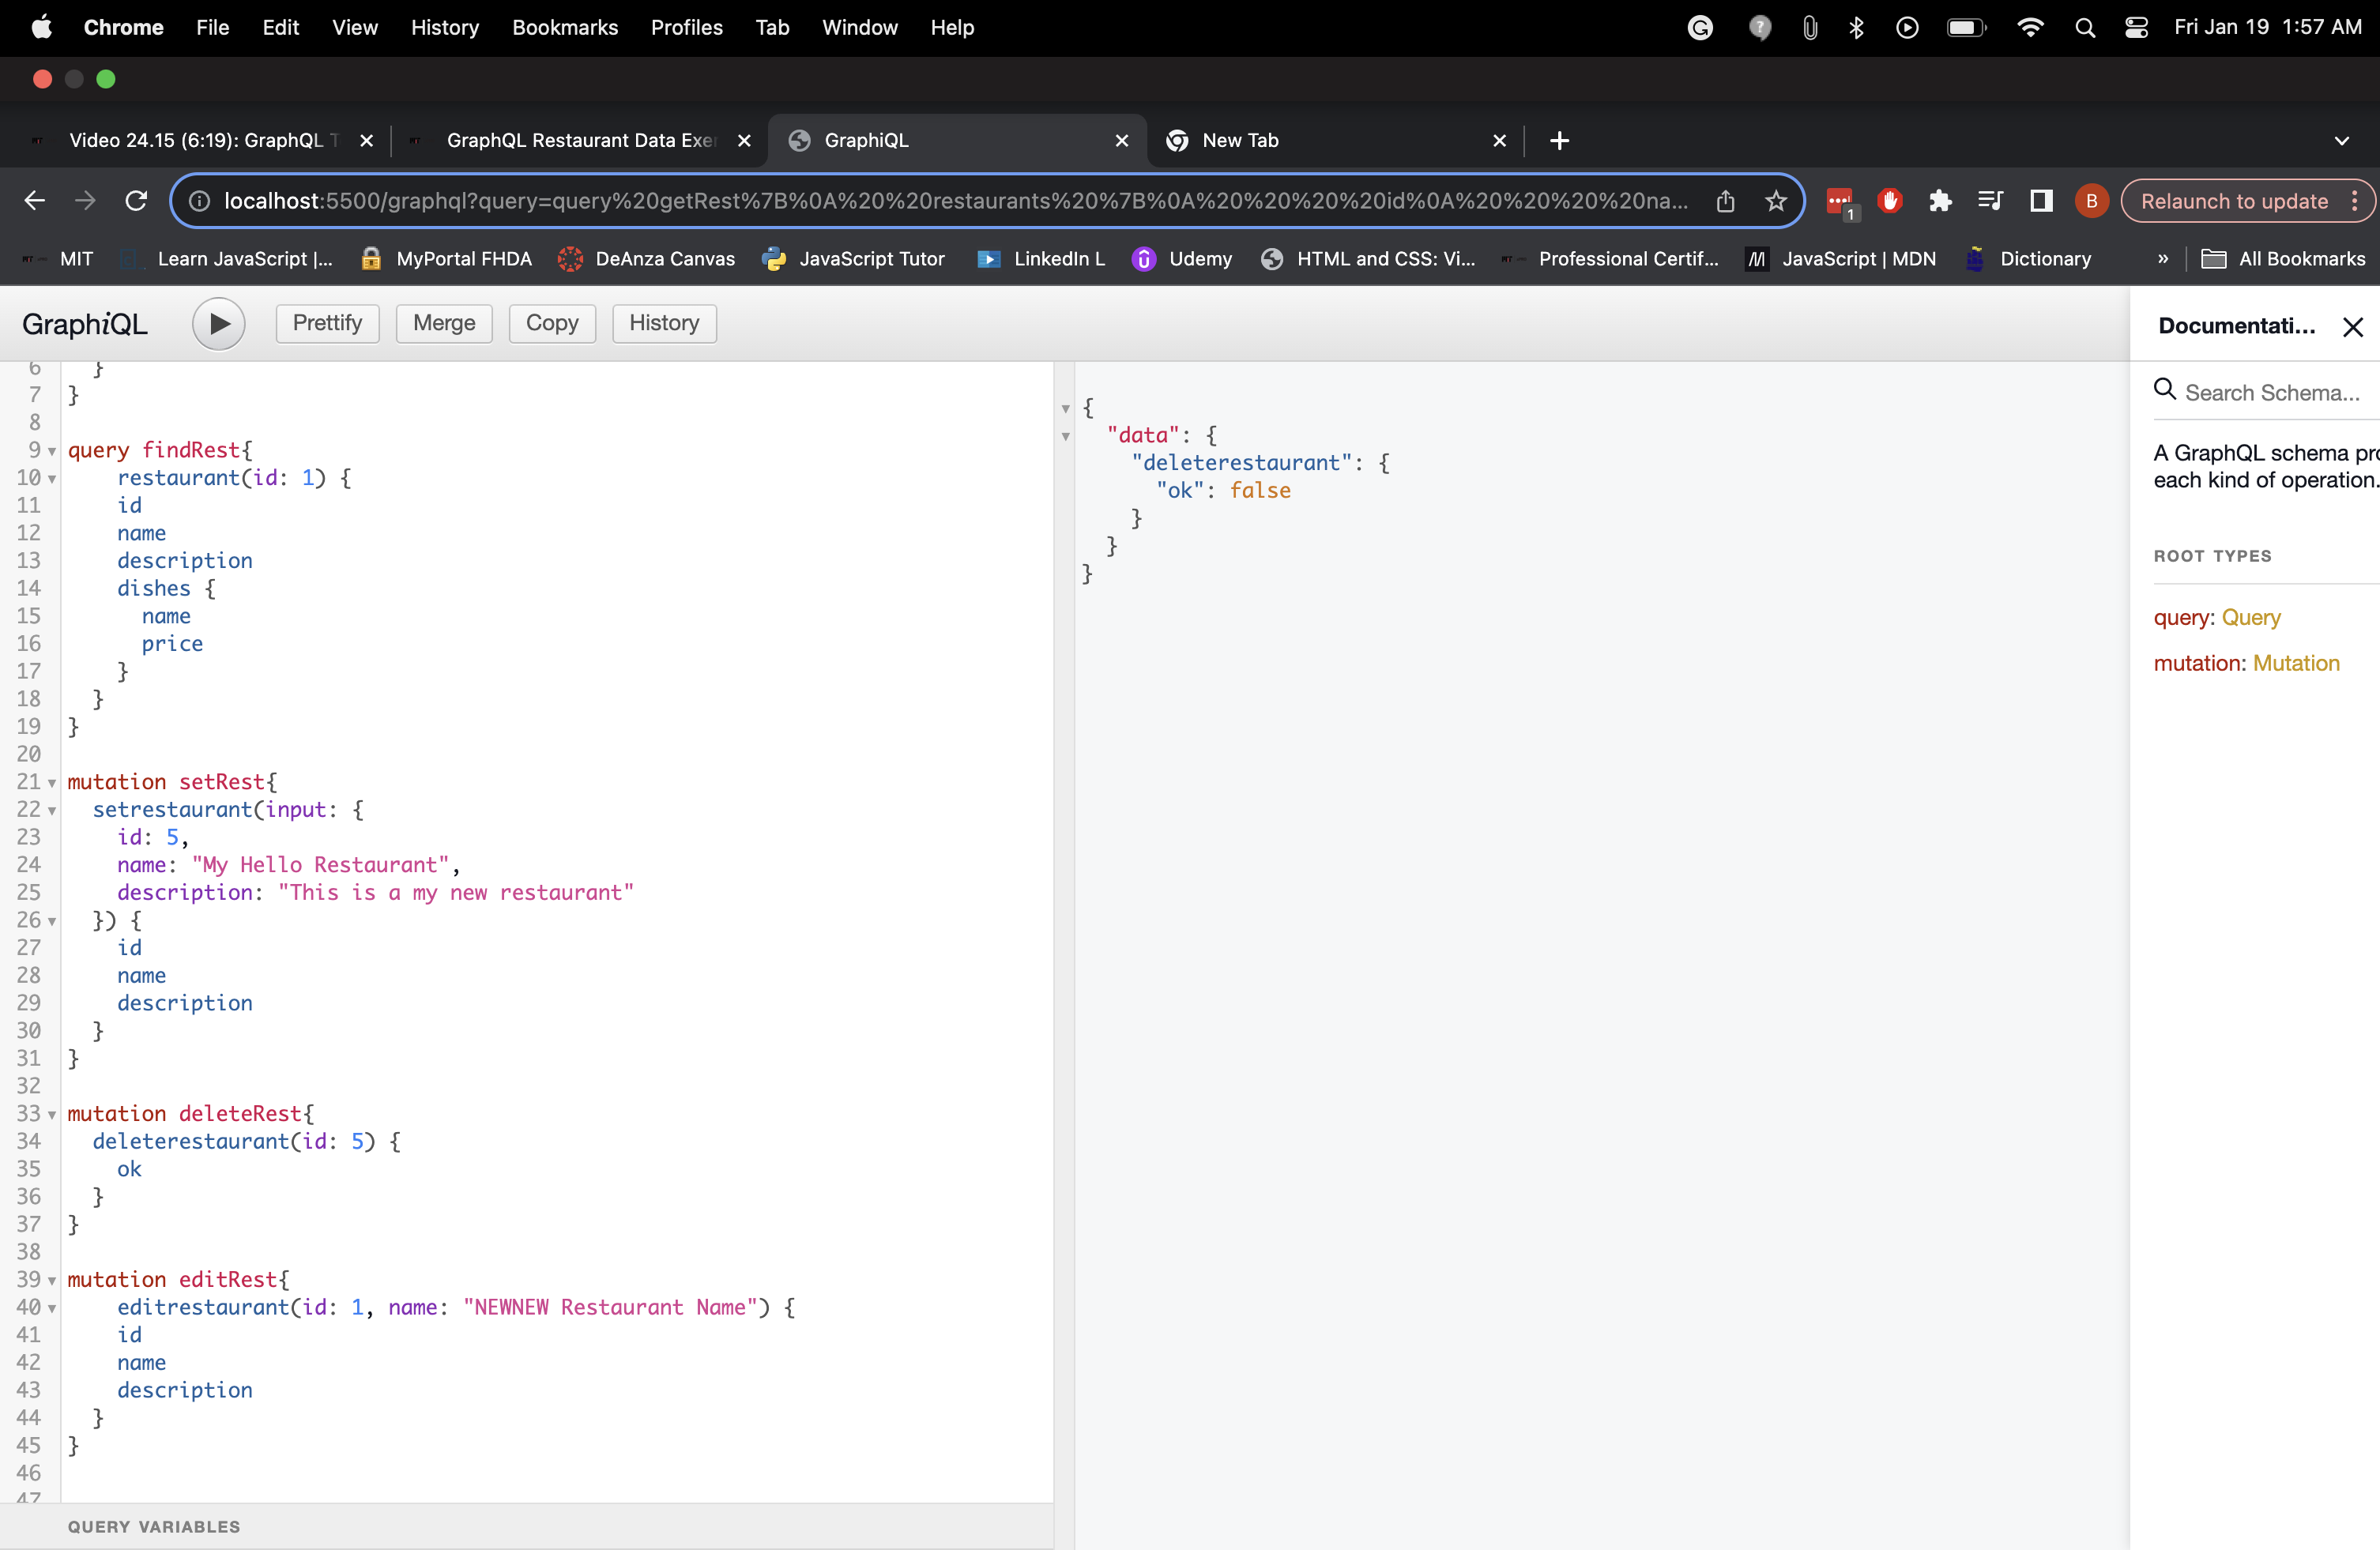 Chrome File Edit View History Bookmarks Profiles Tab Window Help Fri Jan 19 1:57 AM
Video 24.15 (6:19): GraphQL T GraphQL Restaurant Data Exer GraphiQL New Tab
localhost:5500/graphql?query=query%20getRest%7B%0A%20%20restaurants%20%7B%0A%20%20%20%20id%0A%20%20%20%20na... 1 B Relaunch to update
MIT Learn JavaScript |... MyPortal FHDA DeAnza Canvas JavaScript Tutor LinkedIn L Udemy HTML and CSS: Vi... Professional Certif... JavaScript | MDN Dictionary » All Bookmarks
GraphiQL Prettify Merge Copy History
6 }
7 }
8
9 query findRest{
10 restaurant(id: 1) {
11 id
12 name
13 description
14 dishes {
15 name
16 price
17 }
18 }
19 }
20
21 mutation setRest{
22 setrestaurant(input: {
23 id: 5,
24 name: "My Hello Restaurant",
25 description: "This is a my new restaurant"
26 }) {
27 id
28 name
29 description
30 }
31 }
32
33 mutation deleteRest{
34 deleterestaurant(id: 5) {
35 ok
36 }
37 }
38
39 mutation editRest{
40 editrestaurant(id: 1, name: "NEWNEW Restaurant Name") {
41 id
42 name
43 description
44 }
45 }
46
47
QUERY VARIABLES
{
"data": {
"deleterestaurant": {
"ok": false
}
}
}
Documentati...
Search Schema...
A GraphQL schema pro
each kind of operation.
ROOT TYPES
query: Query
mutation: Mutation